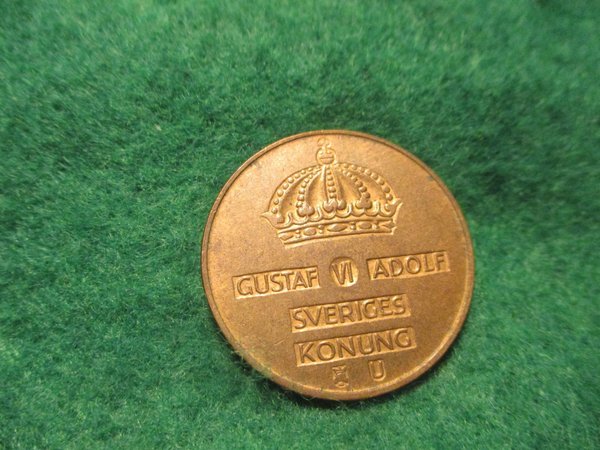 GUSTAF VI ADOLF
SVERIGES
KONUNG
U